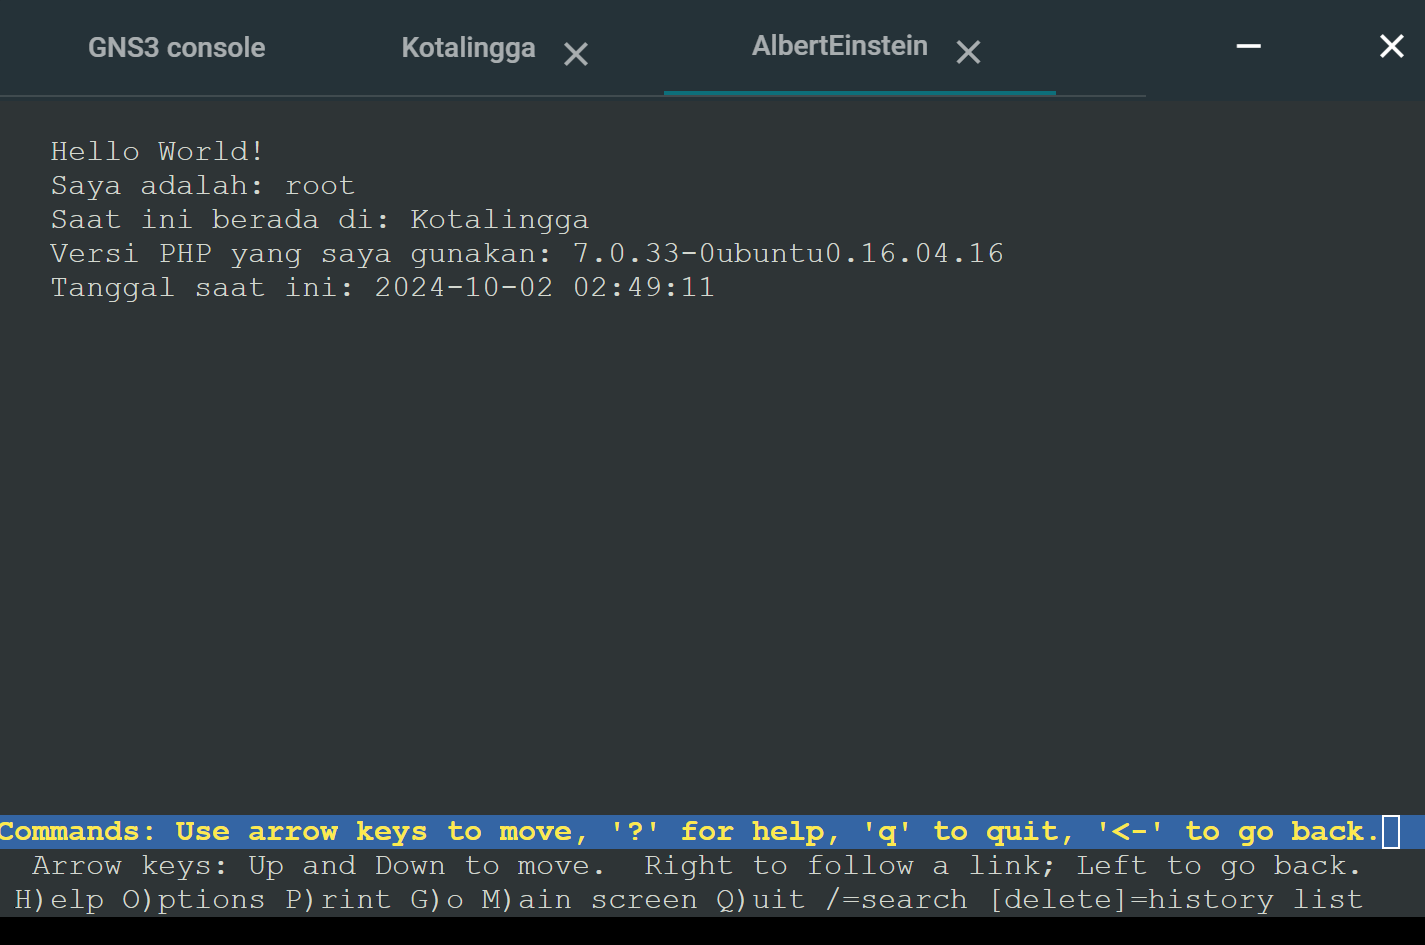 GNS3 console Kotalingga AlbertEinstein
Hello World!
Saya adalah: root
Saat ini berada di: Kotalingga
Versi PHP yang saya gunakan: 7.0.33-0ubuntu0.16.04.16
Tanggal saat ini: 2024-10-02 02:49:11
Commands: Use arrow keys to move, '?' for help, 'q' to quit, '<-' to go back.
Arrow keys: Up and Down to move.  Right to follow a link; Left to go back.
H)elp O)ptions P)rint G)o M)ain screen Q)uit /=search [delete]=history list